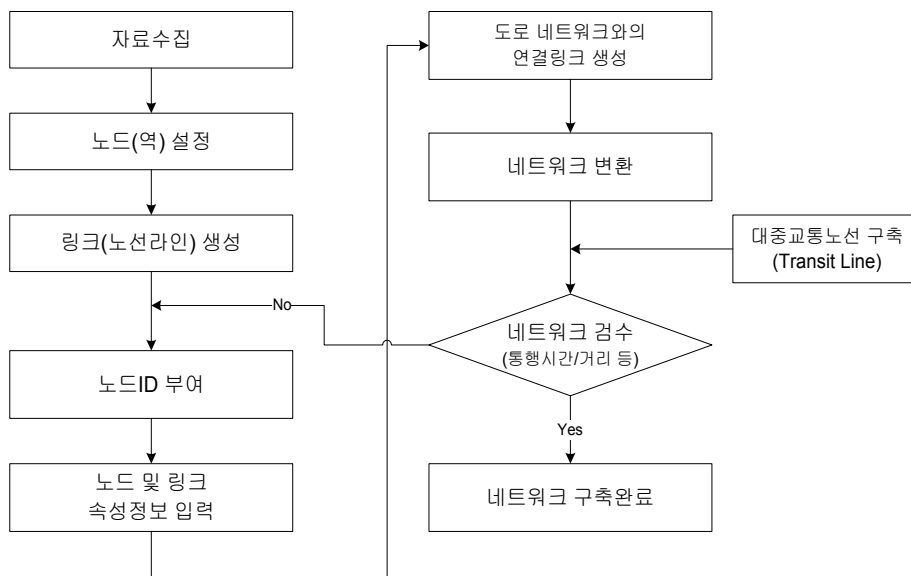 자료수집
노드(역) 설정
링크(노선라인) 생성
No
노드ID 부여
노드 및 링크
속성정보 입력
도로 네트워크와의
연결링크 생성
네트워크 변환
대중교통노선 구축
(Transit Line)
네트워크 검수
(통행시간/거리 등)
Yes
네트워크 구축완료